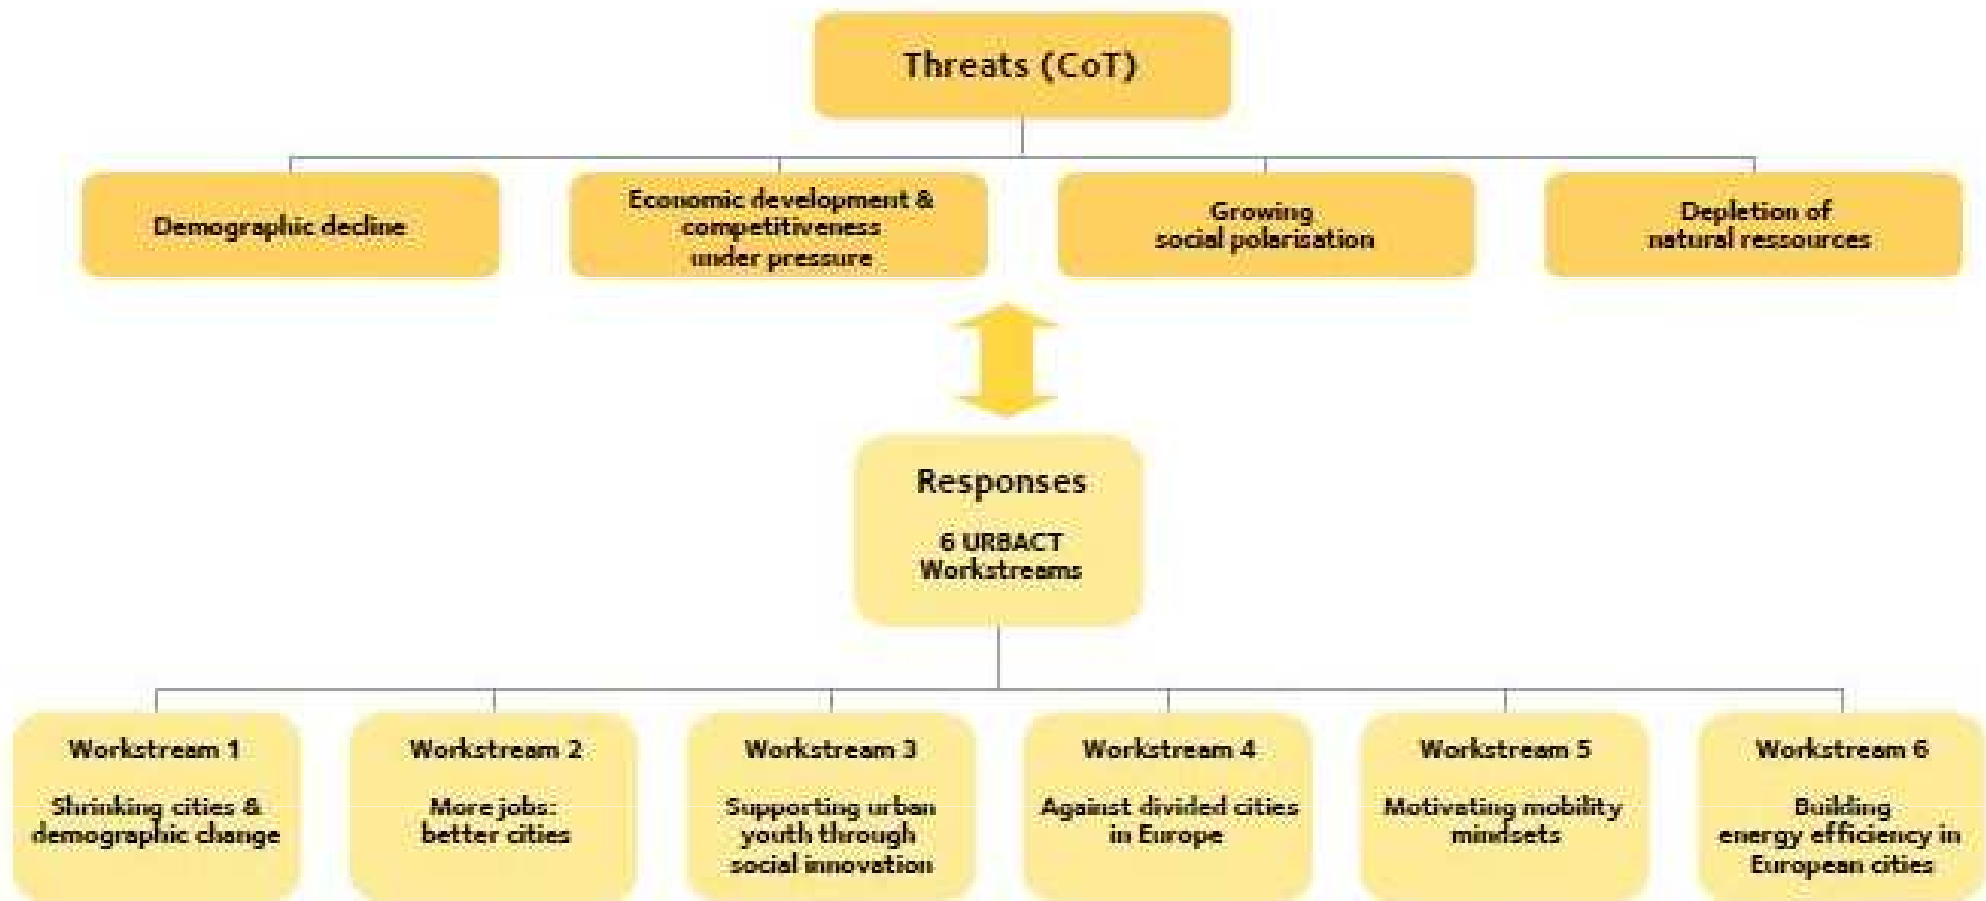 Threats (CoT)
Demographic decline
Economic development &
competitiveness
under pressure
Growing
social polarisation
Depletion of
natural ressources
Responses
6 URBACT
Workstreams
Workstream 1
Shrinking cities &
demographic change
Workstream 2
More jobs:
better cities
Workstream 3
Supporting urban
youth through
social innovation
Workstream 4
Against divided cities
in Europe
Workstream 5
Motivating mobility
mindsets
Workstream 6
Building
energy efficiency in
European cities